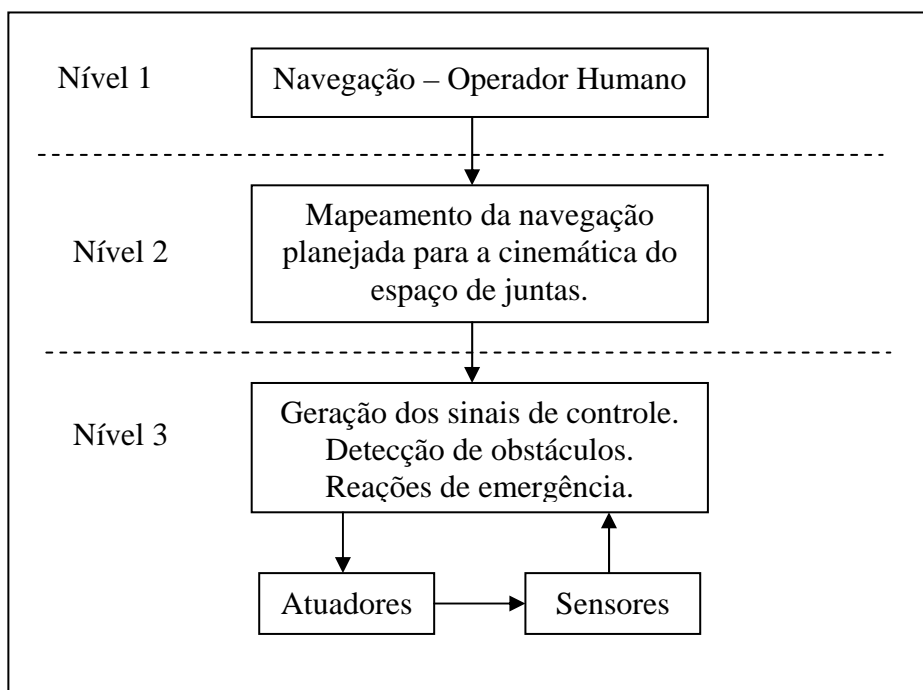 Nível 1
Navegação – Operador Humano
Nível 2
Mapeamento da navegação
planejada para a cinemática do
espaço de juntas.
Nível 3
Geração dos sinais de controle.
Detecção de obstáculos.
Reações de emergência.
Atuadores
Sensores